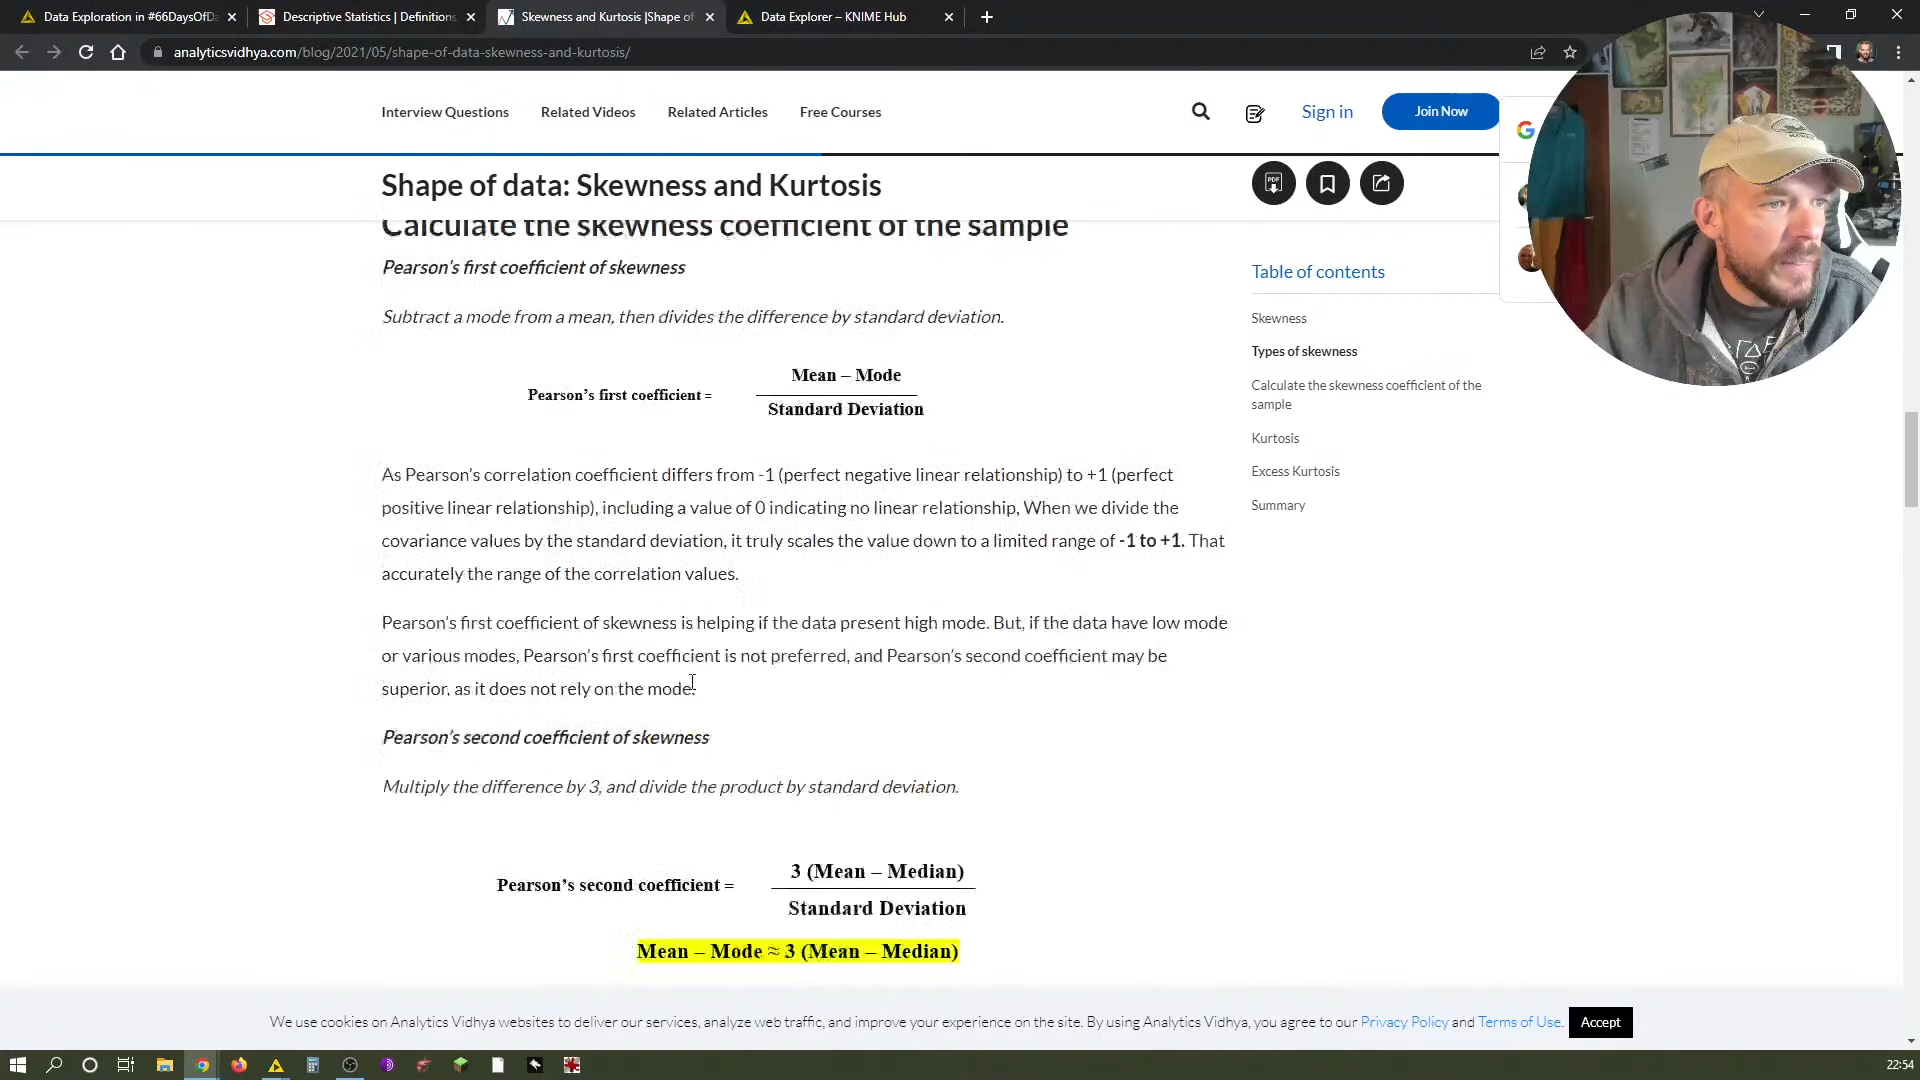 Data Exploration in #66DaysOfDa
Descriptive Statistics | Definitions
Skewness and Kurtosis |Shape of
Data Explorer – KNIME Hub
analyticsvidhya.com/blog/2021/05/shape-of-data-skewness-and-kurtosis/
Interview Questions
Related Videos
Related Articles
Free Courses
Sign in
Join Now
Shape of data: Skewness and Kurtosis
PDF
Calculate the skewness coefficient of the sample
Pearson's first coefficient of skewness
Subtract a mode from a mean, then divides the difference by standard deviation.
Pearson's first coefficient =
Mean – Mode
Standard Deviation
As Pearson's correlation coefficient differs from -1 (perfect negative linear relationship) to +1 (perfect
positive linear relationship), including a value of 0 indicating no linear relationship, When we divide the
covariance values by the standard deviation, it truly scales the value down to a limited range of -1 to +1. That
accurately the range of the correlation values.
Pearson's first coefficient of skewness is helping if the data present high mode. But, if the data have low mode
or various modes, Pearson's first coefficient is not preferred, and Pearson's second coefficient may be
superior, as it does not rely on the mode.
Pearson's second coefficient of skewness
Multiply the difference by 3, and divide the product by standard deviation.
Pearson's second coefficient =
3 (Mean – Median)
Standard Deviation
Mean – Mode ≈ 3 (Mean – Median)
Table of contents
Skewness
Types of skewness
Calculate the skewness coefficient of the
sample
Kurtosis
Excess Kurtosis
Summary
We use cookies on Analytics Vidhya websites to deliver our services, analyze web traffic, and improve your experience on the site. By using Analytics Vidhya, you agree to our Privacy Policy and Terms of Use.
Accept
22:54